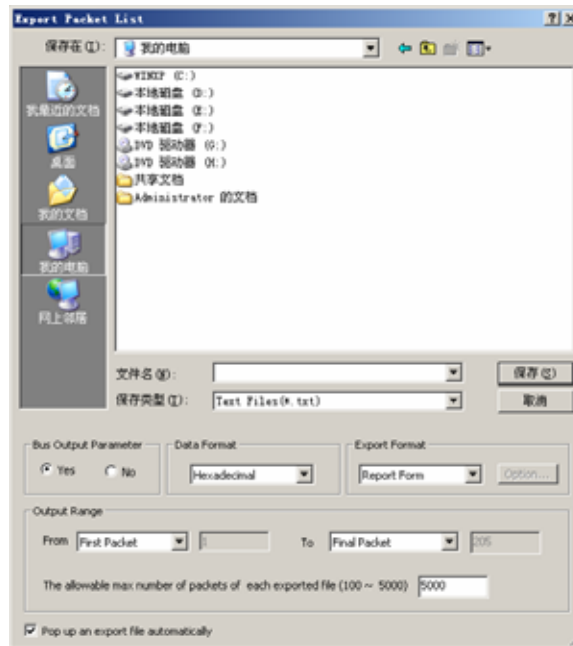 Export Packet List
保存在(I):
我的电脑
我最近的文档
桌面
我的文档
我的电脑
网上邻居
WINXP (C:)
本地磁盘 (D:)
本地磁盘 (E:)
本地磁盘 (F:)
DVD 驱动器 (G:)
DVD 驱动器 (H:)
共享文档
Administrator 的文档
文件名(N):
保存(S)
保存类型(T):
Text Files(*.txt)
取消
Bus Output Parameter
Yes
No
Data Format
Hexadecimal
Export Format
Report Form
Option...
Output Range
From
First Packet
1
To
Final Packet
205
The allowable max number of packets of each exported file (100 ~ 5000)
5000
Pop up an export file automatically